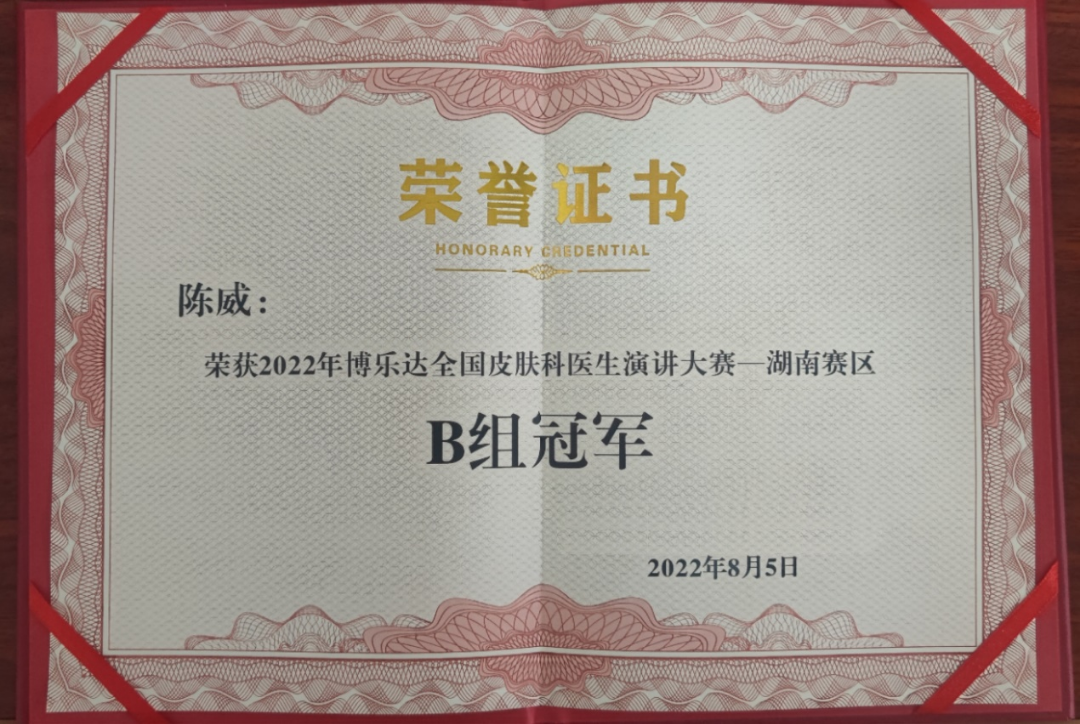 荣誉证书
HONORARY CREDENTIAL
陈威：
荣获2022年博乐达全国皮肤科医生演讲大赛—湖南赛区
B组冠军
2022年8月5日